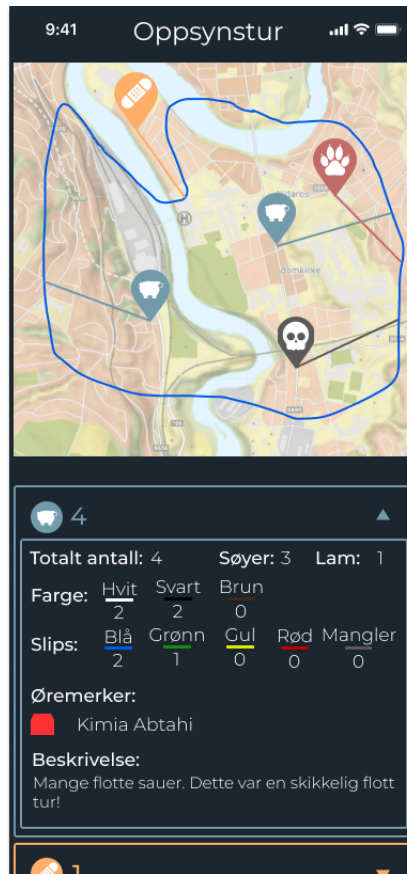 9:41
Oppsynstur
Nidaros
domkirke
4
Totalt antall: 4 Søyer: 3 Lam: 1
Farge: Hvit Svart Brun
2 2 0
Slips: Blå Grønn Gul Rød Mangler
2 1 0 0 0
Øremerker:
Kimia Abtahi
Beskrivelse:
Mange flotte sauer. Dette var en skikkelig flott
tur!
1